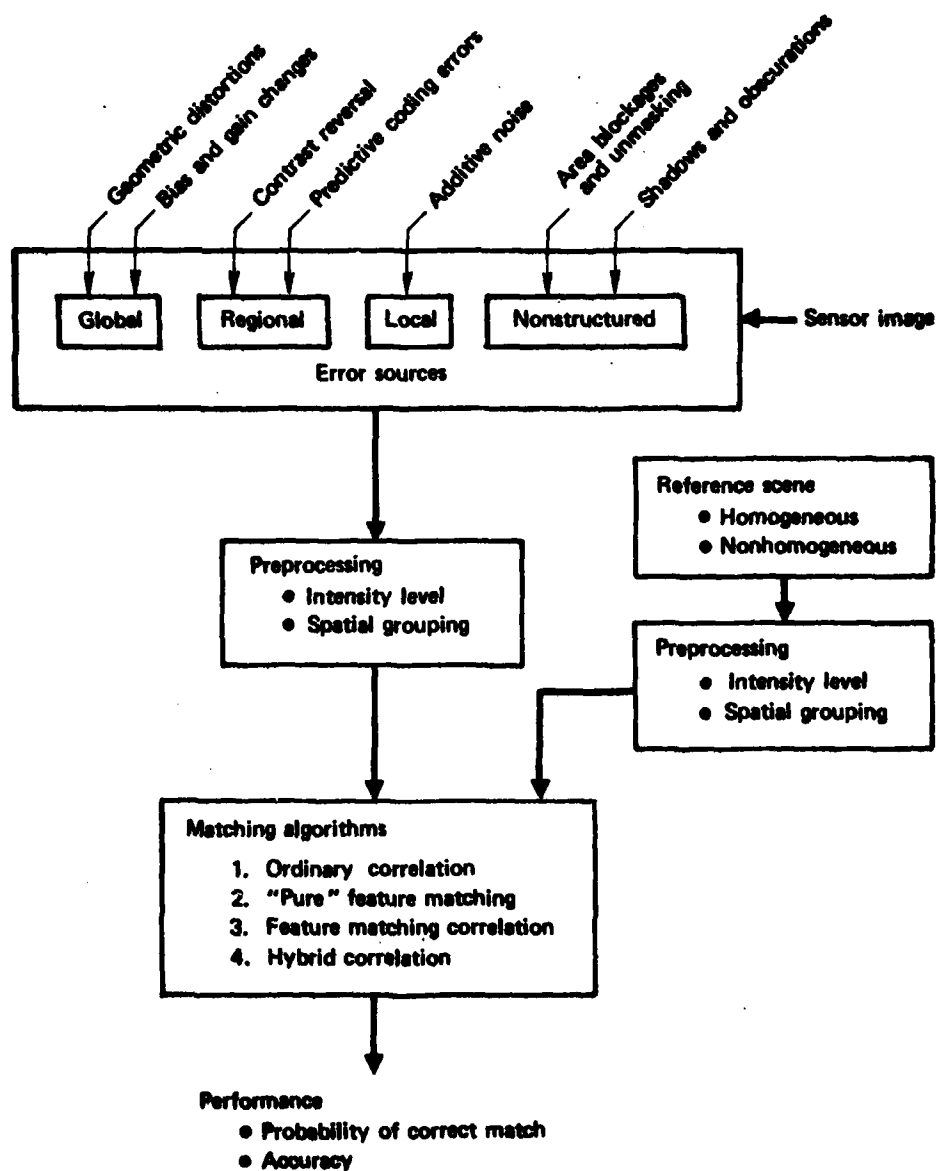 Geometric distortions
Bias and gain changes
Contrast reversal
Predictive coding errors
Additive noise
Area blockages
and unmasking
Shadows and obscurations
Global
Regional
Local
Nonstructured
Sensor image
Error sources
Reference scene
● Homogeneous
● Nonhomogeneous
Preprocessing
● Intensity level
● Spatial grouping
Preprocessing
● Intensity level
● Spatial grouping
Matching algorithms
1. Ordinary correlation
2. "Pure" feature matching
3. Feature matching correlation
4. Hybrid correlation
Performance
● Probability of correct match
● Accuracy